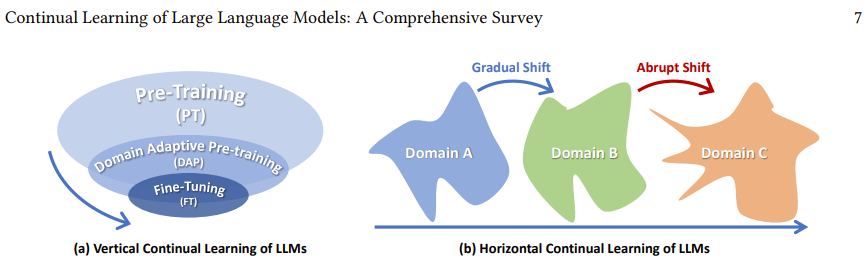 Continual Learning of Large Language Models: A Comprehensive Survey
7
Pre-Training
(PT)
Domain Adaptive Pre-training
(DAP)
Fine-Tuning
(FT)
(a) Vertical Continual Learning of LLMs
Gradual Shift
Abrupt Shift
Domain A
Domain B
Domain C
(b) Horizontal Continual Learning of LLMs